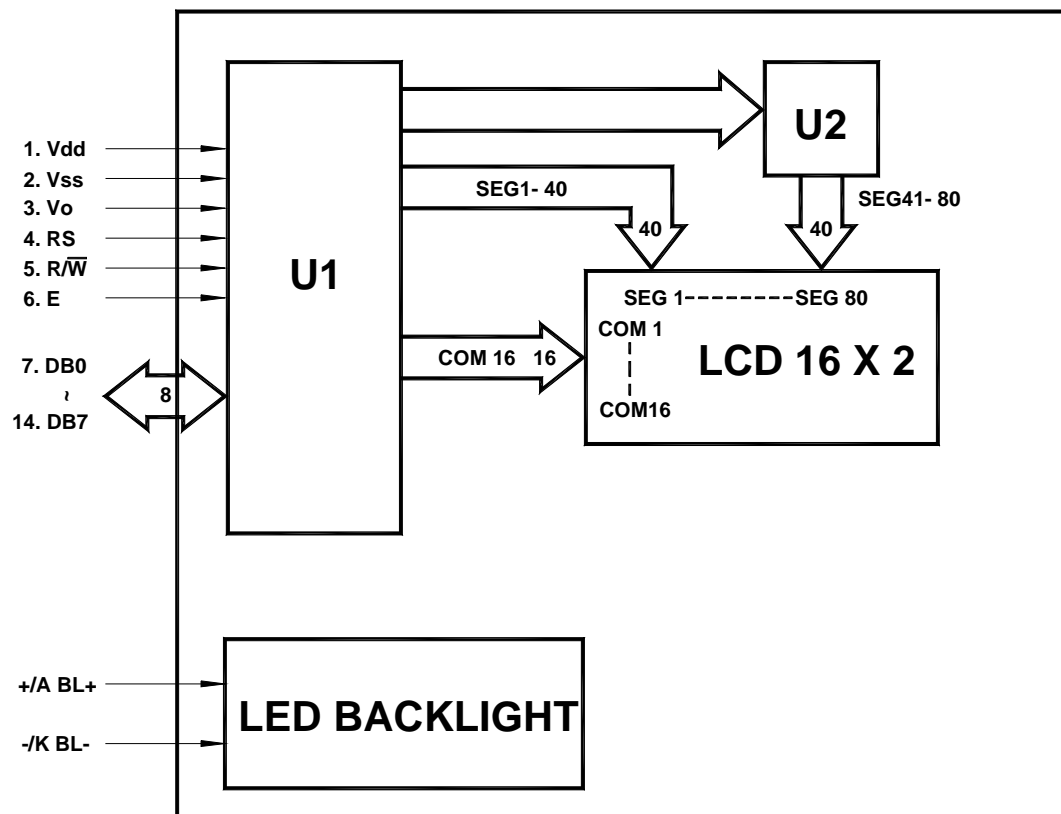 1. Vdd
2. Vss
3. Vo
4. RS
5. R/W̅
6. E
7. DB0
~
14. DB7
8
U1
U2
SEG1- 40
40
SEG41- 80
40
COM 16 16
SEG 1 --------- SEG 80
COM 1
COM16
LCD 16 X 2
+/A BL+
-/K BL-
LED BACKLIGHT